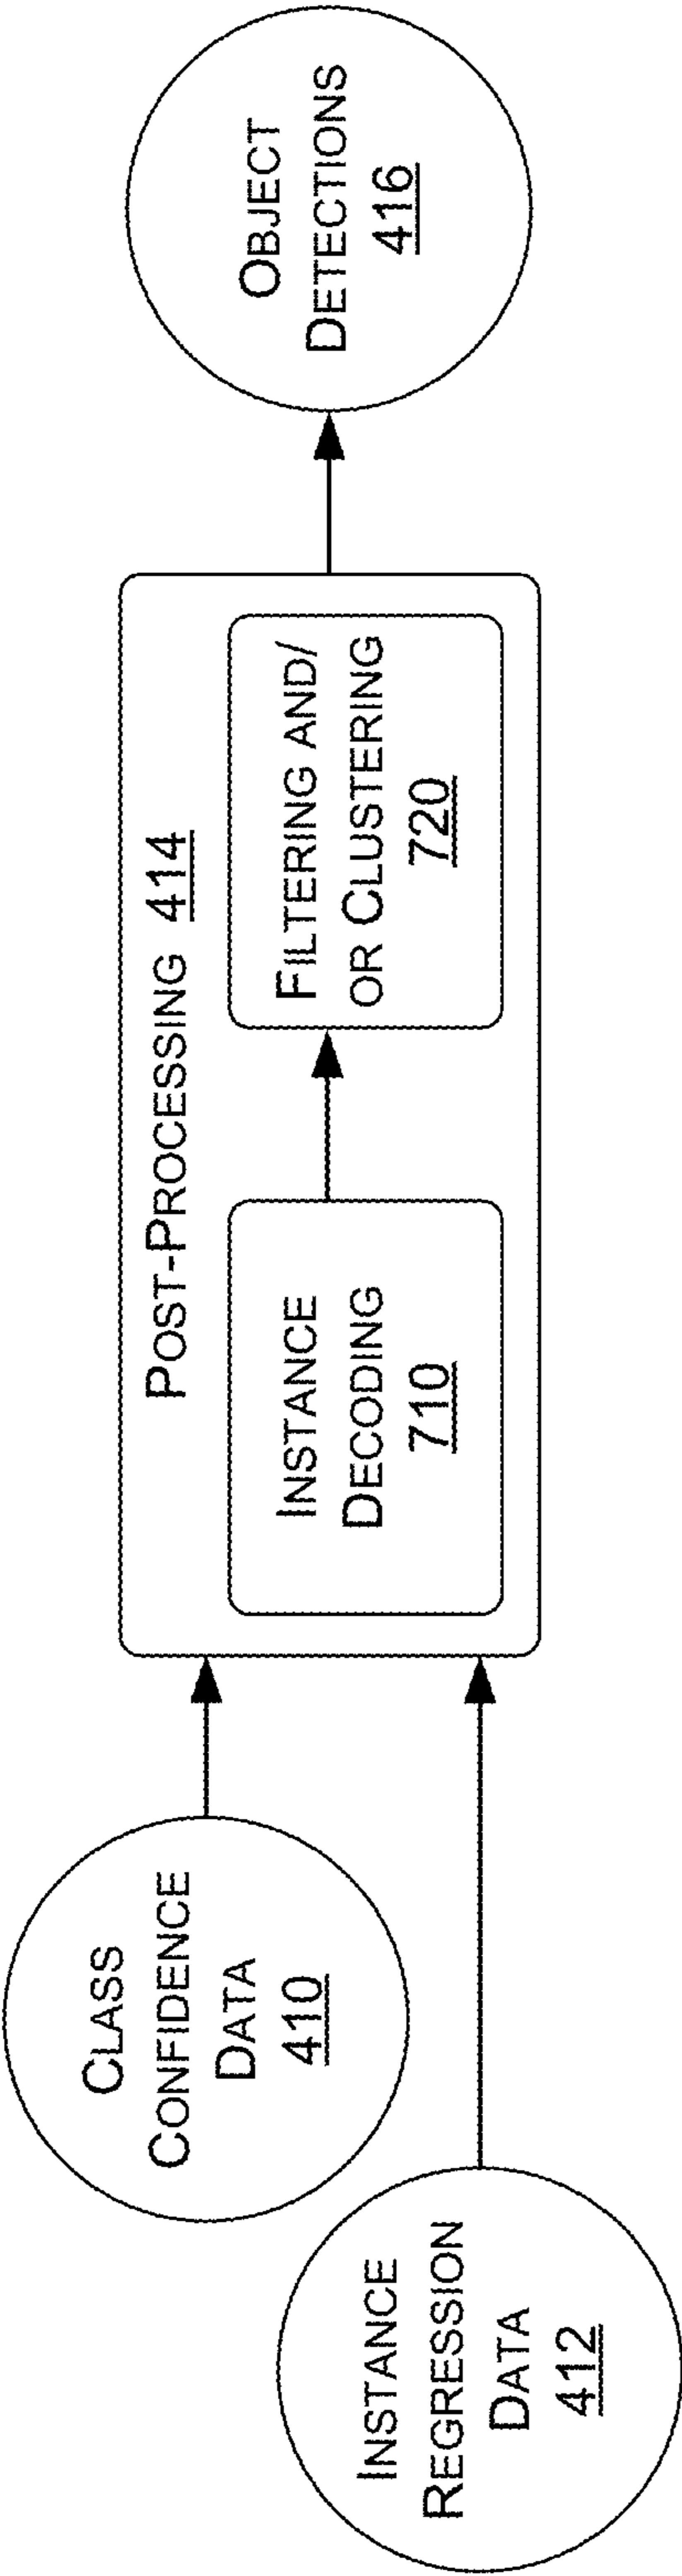 CLASS
CONFIDENCE
DATA
410
INSTANCE
REGRESSION
DATA
412
POST-PROCESSING 414
INSTANCE
DECODING
710
FILTERING AND/
OR CLUSTERING
720
OBJECT
DETECTIONS
416